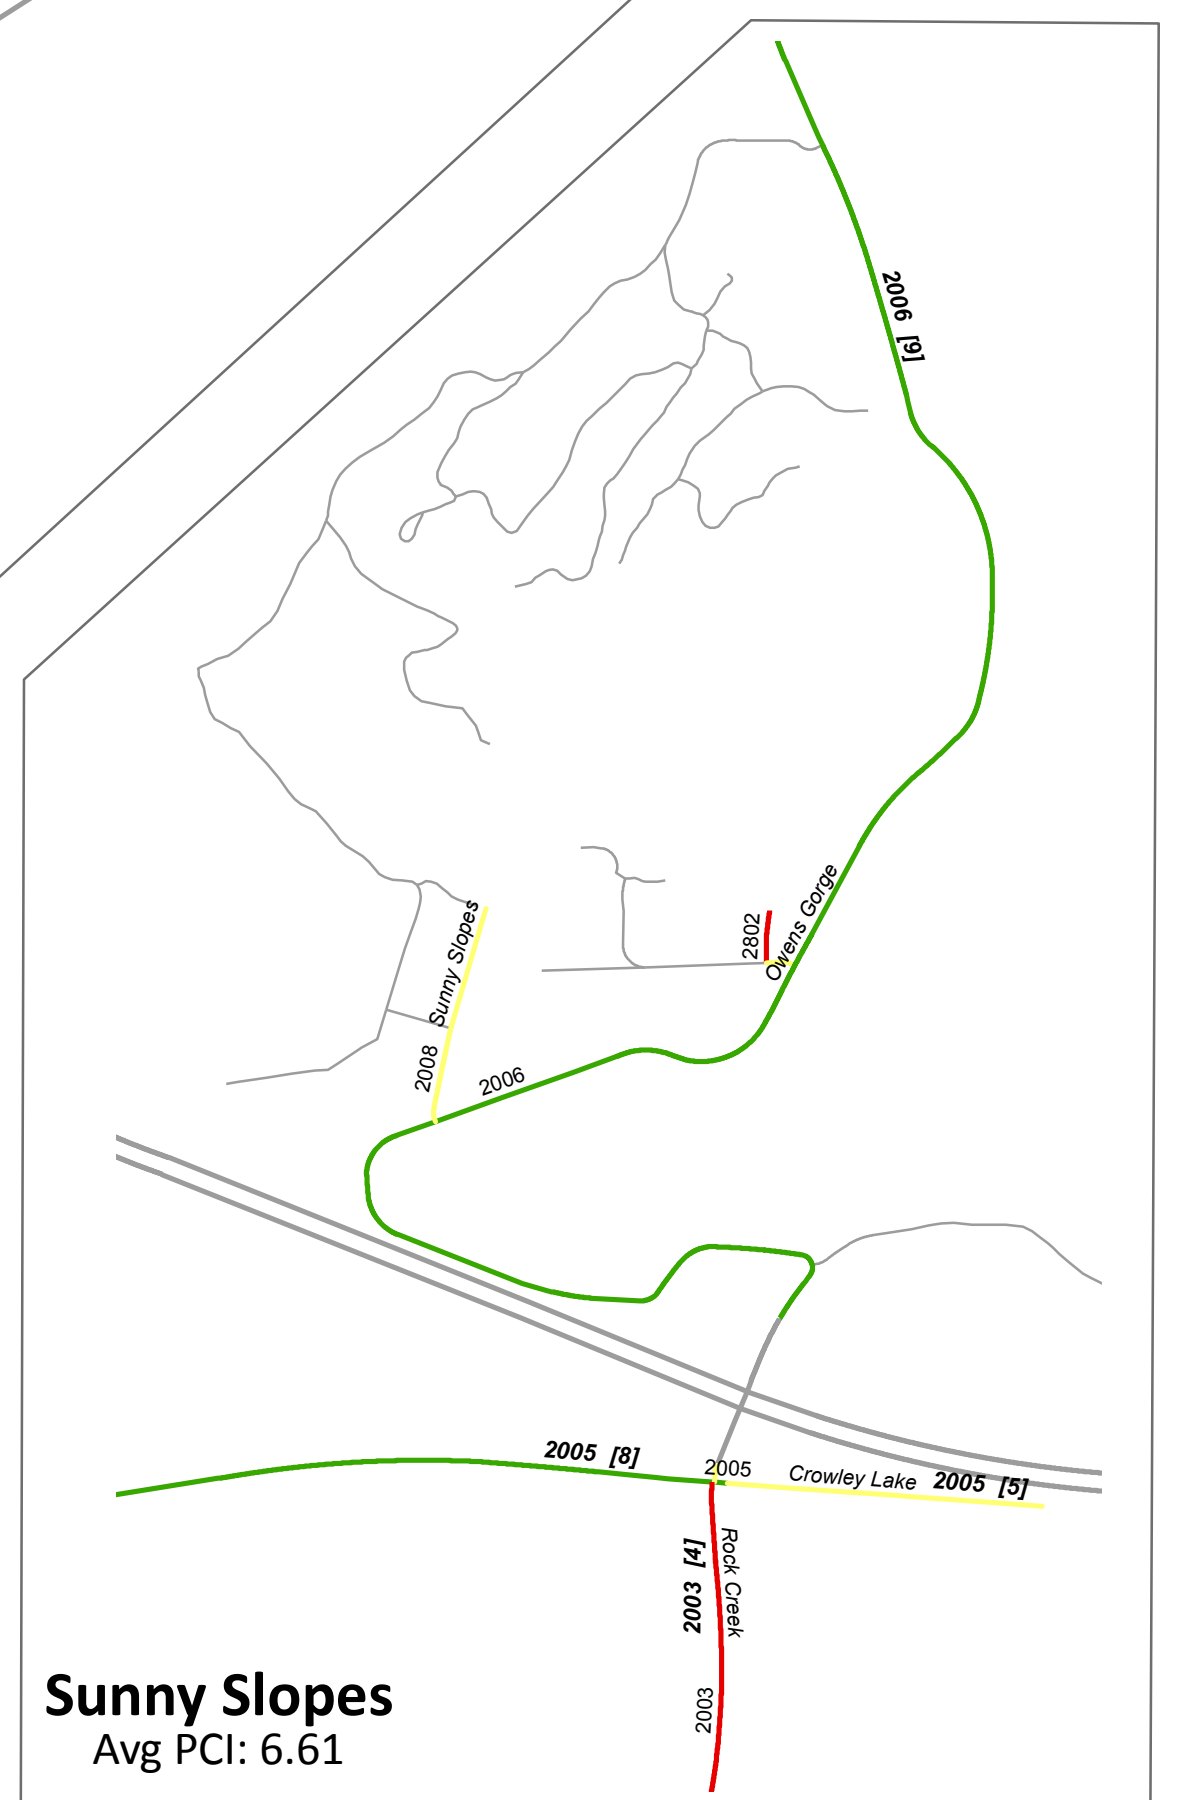 2006 [9]
Owens Gorge
2802
Sunny Slopes
2008
2006
2005 [8]
2005
Crowley Lake
2005 [5]
2003 [4]
Rock Creek
2003
Sunny Slopes
Avg PCI: 6.61